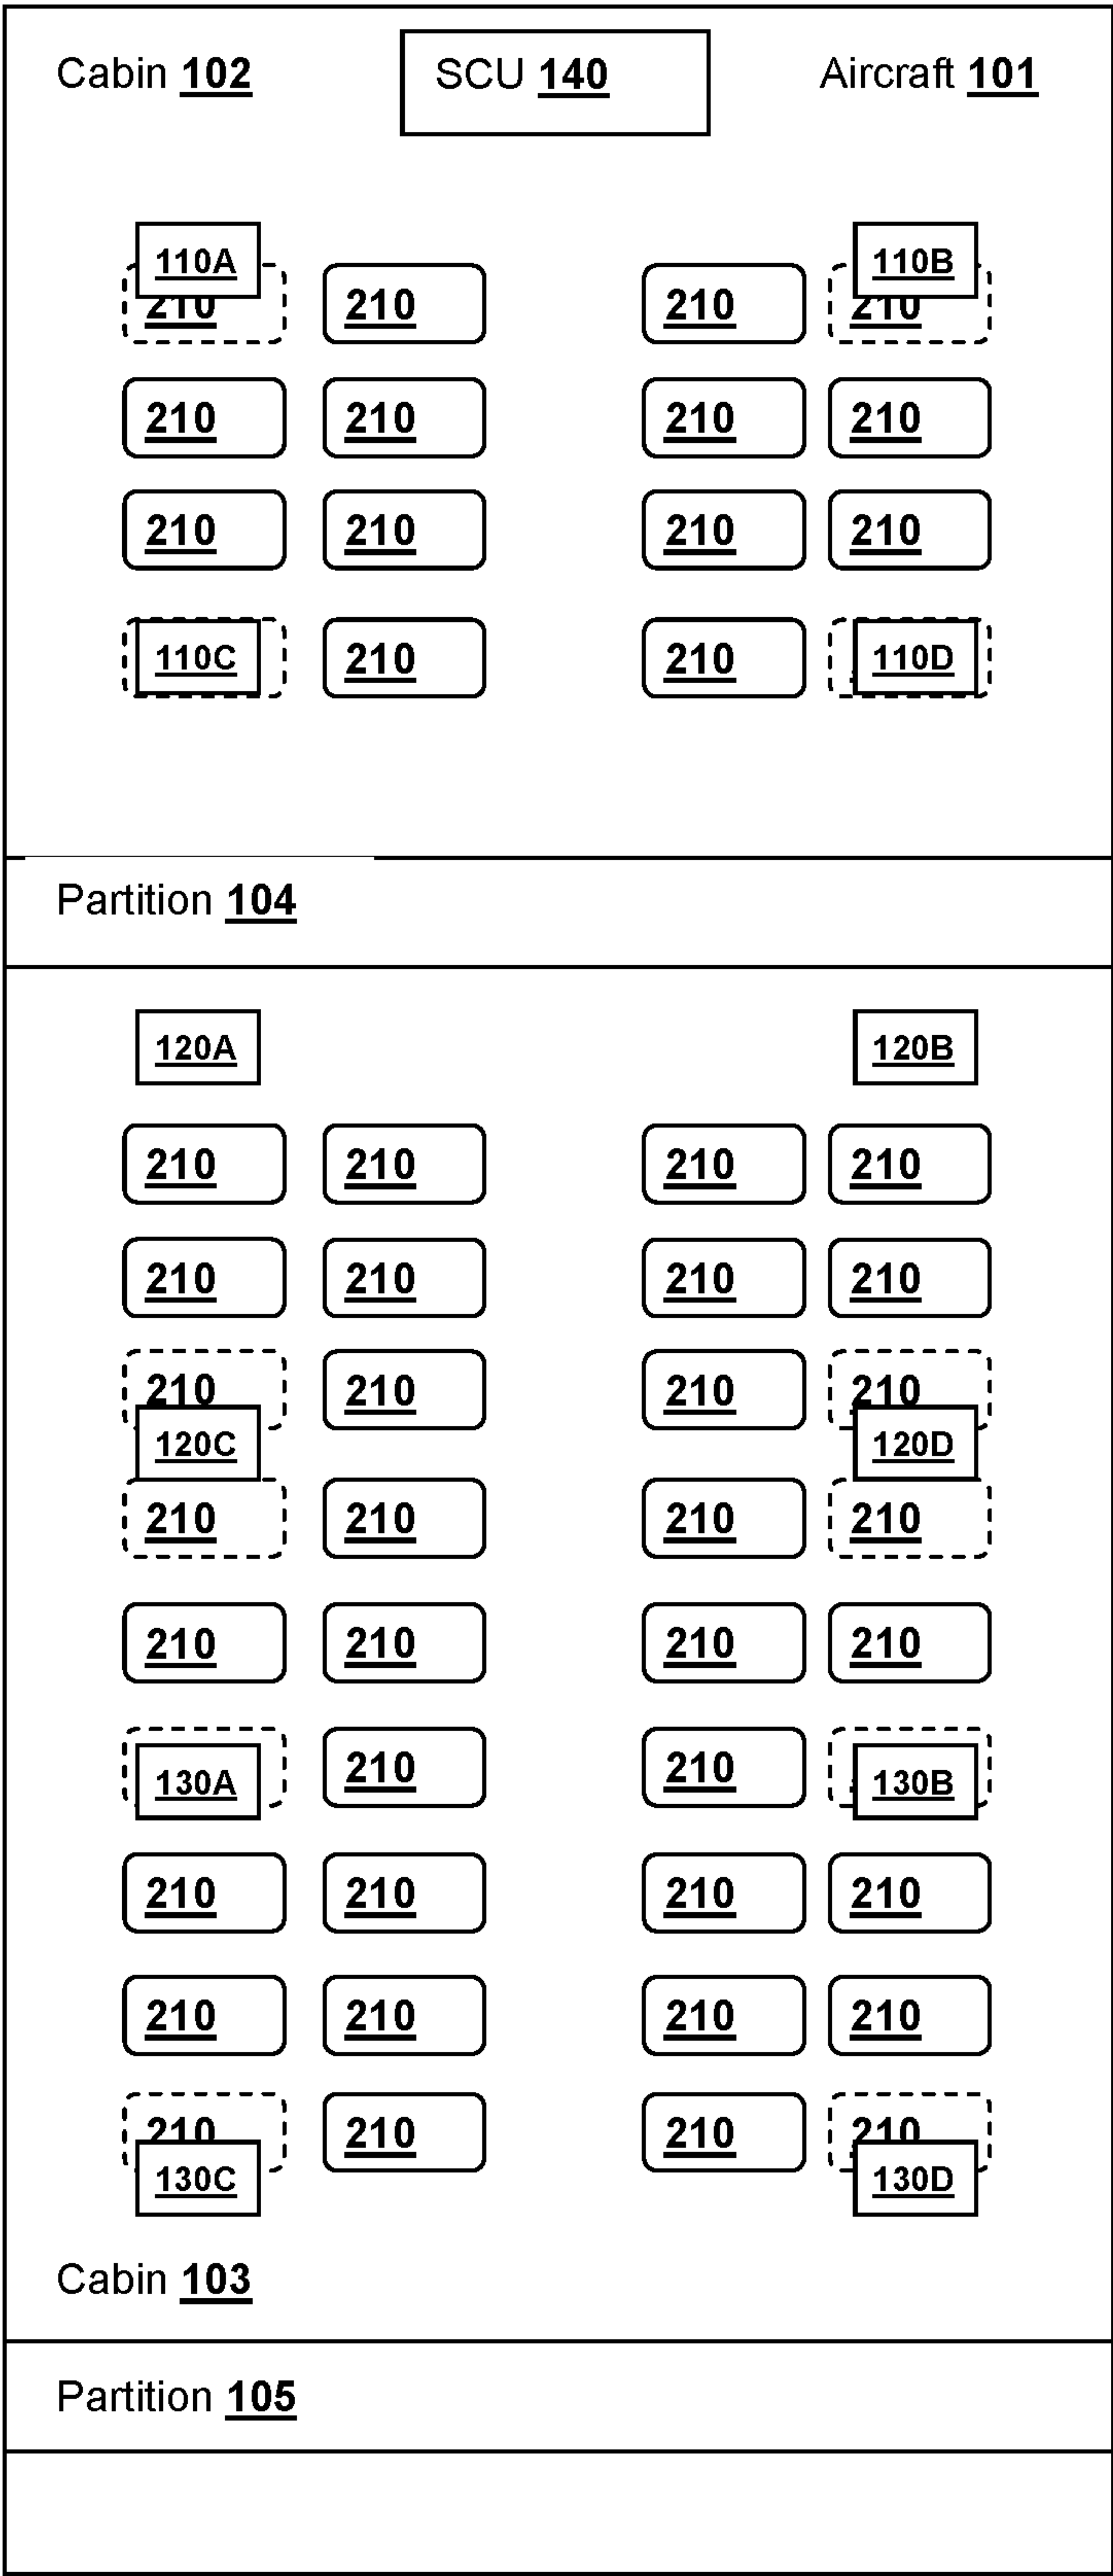 Cabin 102 SCU 140 Aircraft 101
110A 110B
210 210 210 210
210 210 210 210
210 210 210 210
110C 210 210 110D
Partition 104
120A 120B
210 210 210 210
210 210 210 210
210 210 210 210
120C 120D
210 210 210 210
210 210 210 210
130A 210 210 130B
210 210 210 210
210 210 210 210
210 210 210 210
130C 130D
Cabin 103
Partition 105